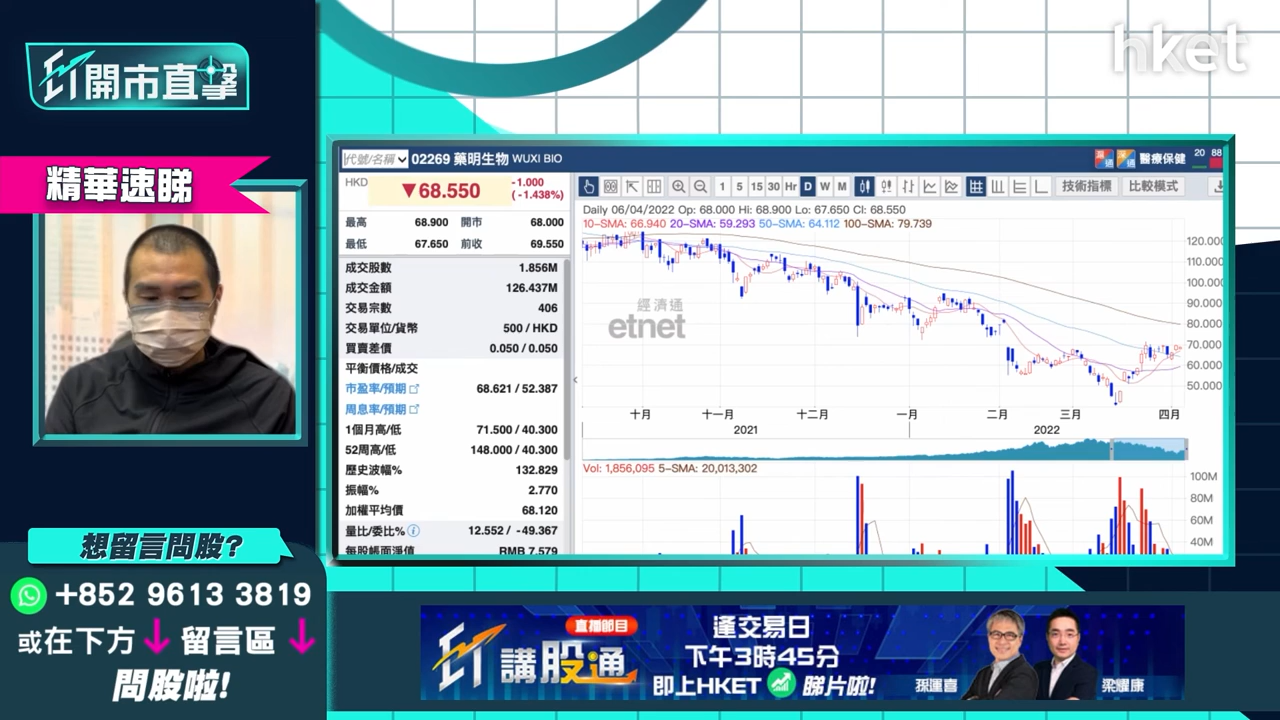 hket
ET開市直擊
精華速睇
想留言問股?
+852 9613 3819
或在下方 留言區
問股啦!
代號/名稱 02269 藥明生物 WUXI BIO
醫療保健 20 88
HKD ▼68.550 -1.000
(-1.438%)
最高 68.900 開市 68.000
最低 67.650 前收 69.550
成交股數 1.856M
成交金額 126.437M
交易宗數 406
交易單位/貨幣 500 / HKD
買賣差價 0.050 / 0.050
平衡價格/成交
市盈率/預期 68.621 / 52.387
周息率/預期
1個月高/低 71.500 / 40.300
52周高/低 148.000 / 40.300
歷史波幅% 132.829
振幅% 2.770
加權平均價 68.120
量比/委比% 12.552 / -49.367
每股帳面淨值 RMB 7.579
1 5 15 30 Hr D W M 技術指標 比較模式
Daily 06/04/2022 Op: 68.000 Hi: 68.900 Lo: 67.650 Cl: 68.550
10-SMA: 66.940 20-SMA: 59.293 50-SMA: 64.112 100-SMA: 79.739
120.000
110.000
100.000
90.000
80.000
70.000
60.000
50.000
經濟通
etnet
十月 十一月 十二月 一月 二月 三月 四月
2021 2022
Vol: 1,856,095 5-SMA: 20,013,302
100M
80M
60M
40M
ET講股通
直播節目
逢交易日
下午3時45分
即上HKET 睇片啦!
孫運喜
梁耀康